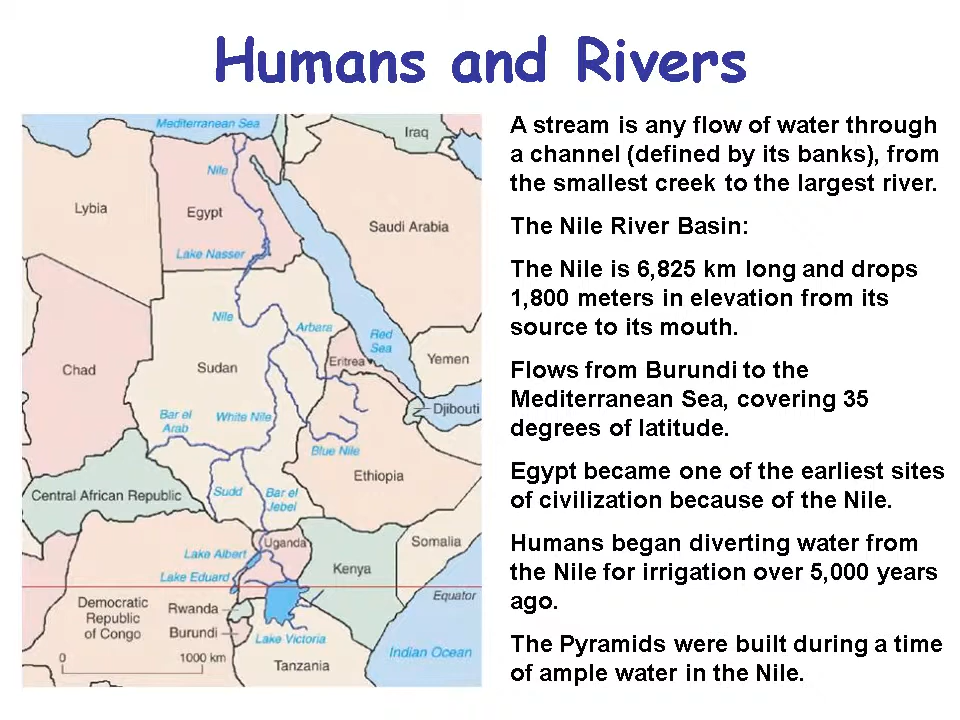 Humans and Rivers
Mediterranean Sea
Iraq
Nile
Lybia
Egypt
Saudi Arabia
Lake Nasser
Nile
Arbara
Red
Sea
Eritrea
Yemen
Chad
Sudan
Djibouti
Bar el
Arab
White Nile
Blue Nile
Ethiopia
Central African Republic
Sudd
Bar el
Jebel
Uganda
Somalia
Lake Albert
Kenya
Lake Eduard
Equator
Democratic
Republic
of Congo
Rwanda
Burundi
Lake Victoria
Indian Ocean
0
1000 km
Tanzania
A stream is any flow of water through
a channel (defined by its banks), from
the smallest creek to the largest river.
The Nile River Basin:
The Nile is 6,825 km long and drops
1,800 meters in elevation from its
source to its mouth.
Flows from Burundi to the
Mediterranean Sea, covering 35
degrees of latitude.
Egypt became one of the earliest sites
of civilization because of the Nile.
Humans began diverting water from
the Nile for irrigation over 5,000 years
ago.
The Pyramids were built during a time
of ample water in the Nile.